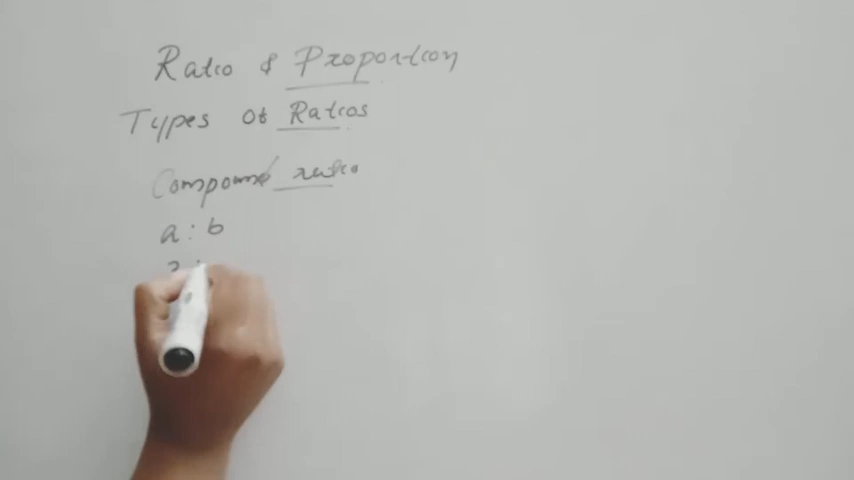 Ratio & Proportion
Types Of Ratios
Compound ratio
a : b